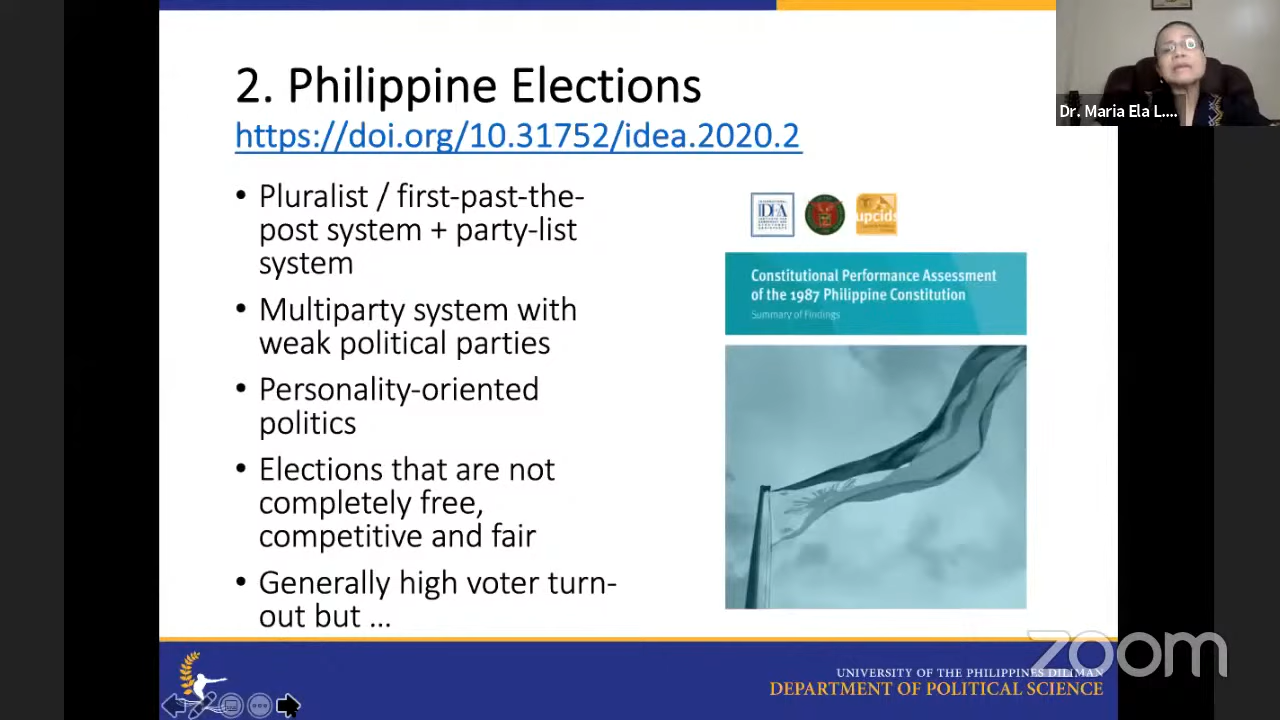 2. Philippine Elections
https://doi.org/10.31752/idea.2020.2
• Pluralist / first-past-the-
post system + party-list
system
• Multiparty system with
weak political parties
• Personality-oriented
politics
• Elections that are not
completely free,
competitive and fair
• Generally high voter turn-
out but ...
IDEA
upcids
Constitutional Performance Assessment
of the 1987 Philippine Constitution
Summary of Findings
Dr. Maria Ela L....
zoom
UNIVERSITY OF THE PHILIPPINES DILIMAN
DEPARTMENT OF POLITICAL SCIENCE